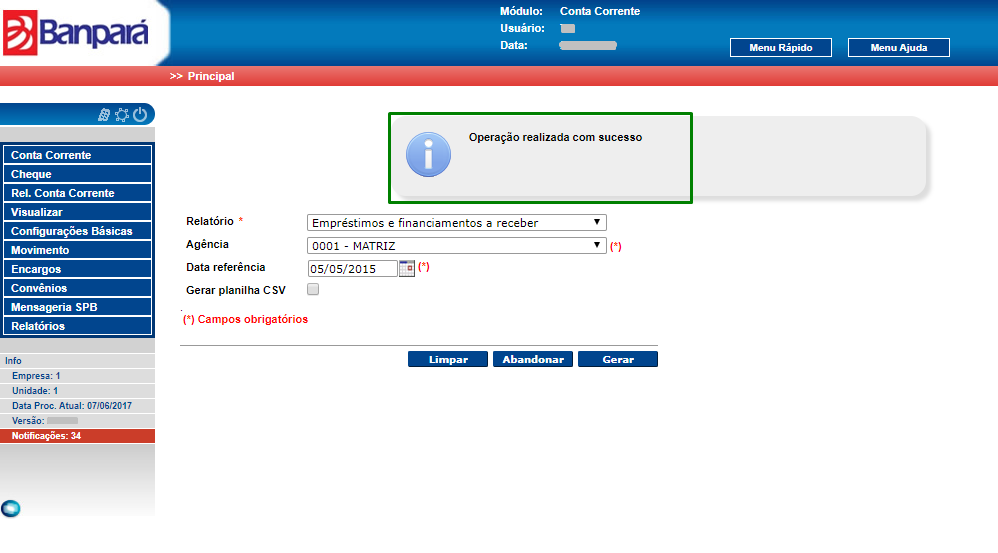 Banpará
Módulo: Conta Corrente
Usuário:
Data:
Menu Rápido
Menu Ajuda
>> Principal
Conta Corrente
Cheque
Rel. Conta Corrente
Visualizar
Configurações Básicas
Movimento
Encargos
Convênios
Mensageria SPB
Relatórios
Info
Empresa: 1
Unidade: 1
Data Proc. Atual: 07/06/2017
Versão:
Notificações: 34
Operação realizada com sucesso
Relatório * Empréstimos e financiamentos a receber
Agência 0001 - MATRIZ (*)
Data referência 05/05/2015 (*)
Gerar planilha CSV
(*) Campos obrigatórios
Limpar Abandonar Gerar